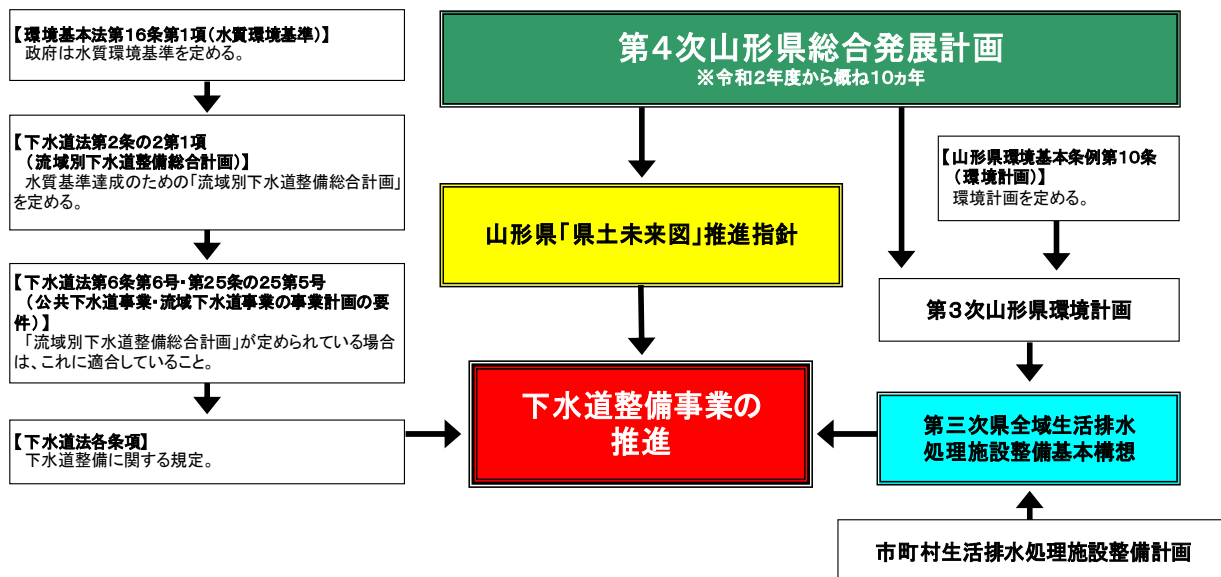 【環境基本法第16条第1項(水質環境基準)】
政府は水質環境基準を定める。
【下水道法第2条の2第1項
（流域別下水道整備総合計画)】
水質基準達成のための「流域別下水道整備総合計画」
を定める。
【下水道法第6条第6号・第25条の25第5号
（公共下水道事業・流域下水道事業の事業計画の要
件)】
「流域別下水道整備総合計画」が定められている場合
は、これに適合していること。
【下水道法各条項】
下水道整備に関する規定。
第４次山形県総合発展計画
※令和２年度から概ね１０ヵ年
山形県「県土未来図」推進指針
下水道整備事業の
推進
【山形県環境基本条例第10条
（環境計画)】
環境計画を定める。
第３次山形県環境計画
第三次県全域生活排水
処理施設整備基本構想
市町村生活排水処理施設整備計画